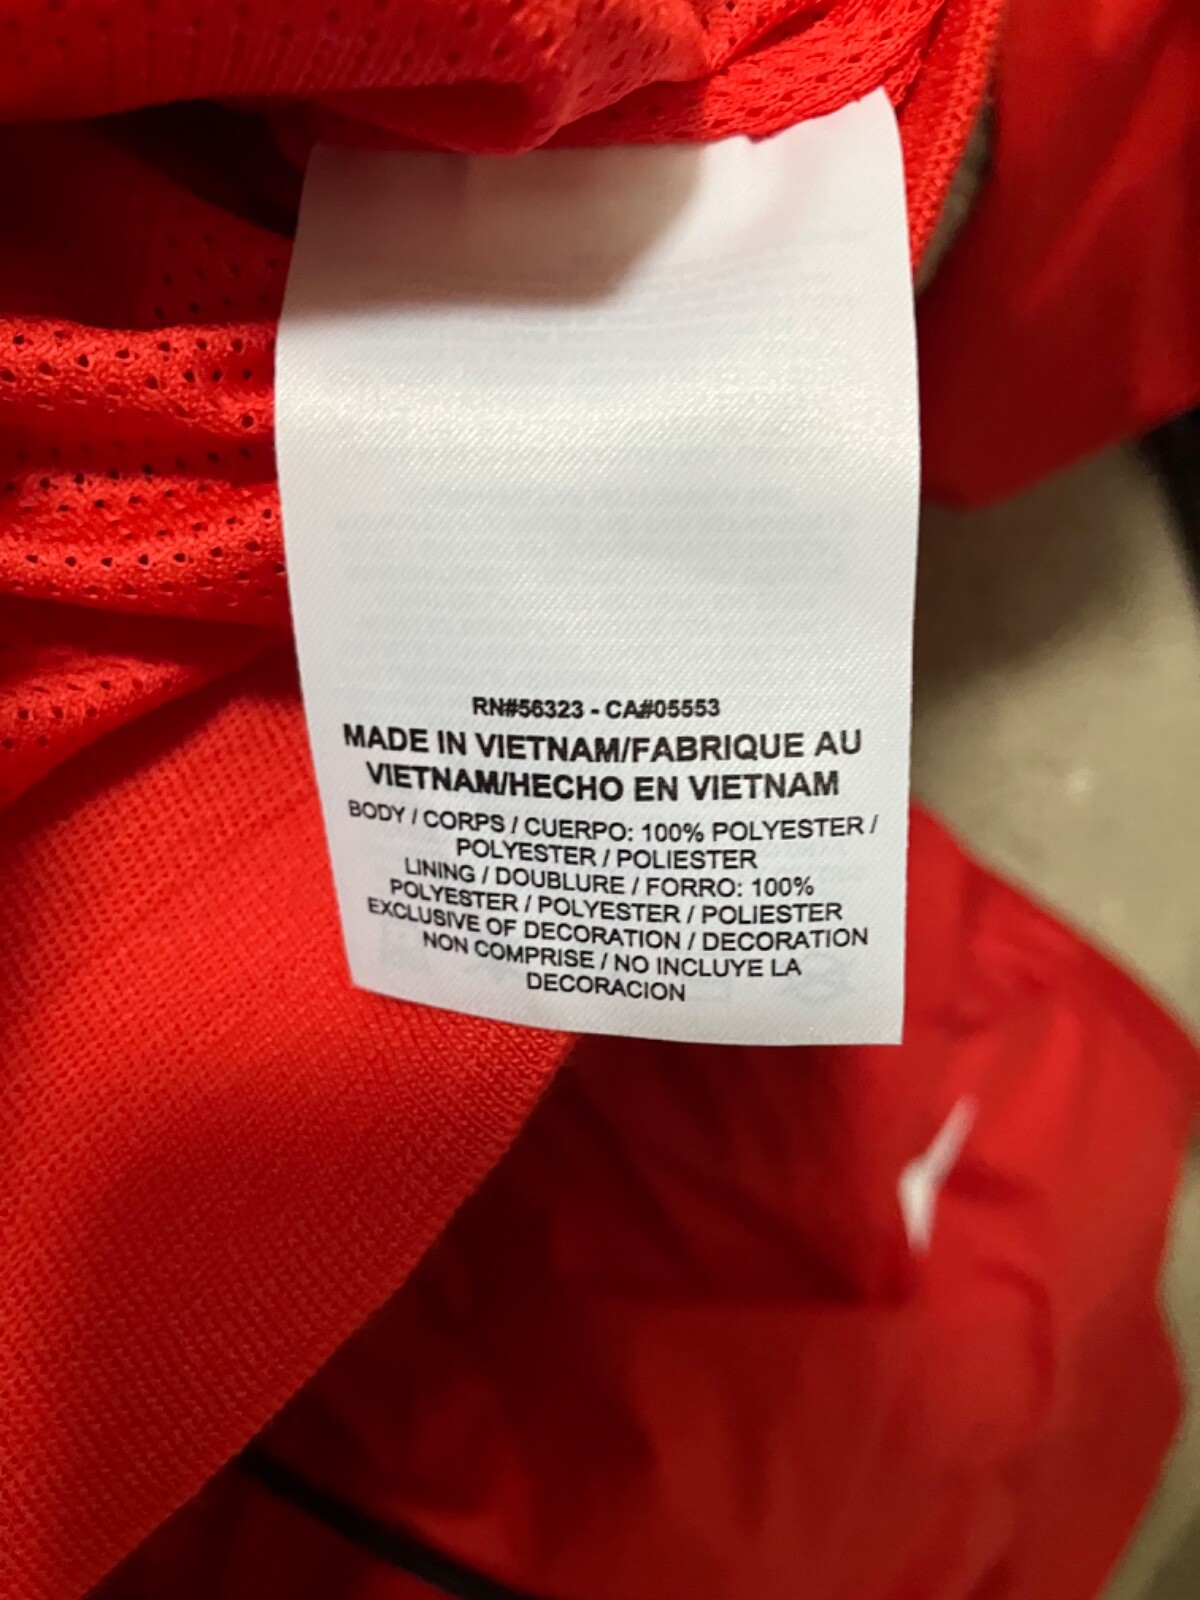 RN#56323 - CA#05553
MADE IN VIETNAM/FABRIQUE AU
VIETNAM/HECHO EN VIETNAM
BODY / CORPS / CUERPO: 100% POLYESTER /
POLYESTER / POLIESTER
LINING / DOUBLURE / FORRO: 100%
POLYESTER / POLYESTER / POLIESTER
EXCLUSIVE OF DECORATION / DECORATION
NON COMPRISE / NO INCLUYE LA
DECORACION